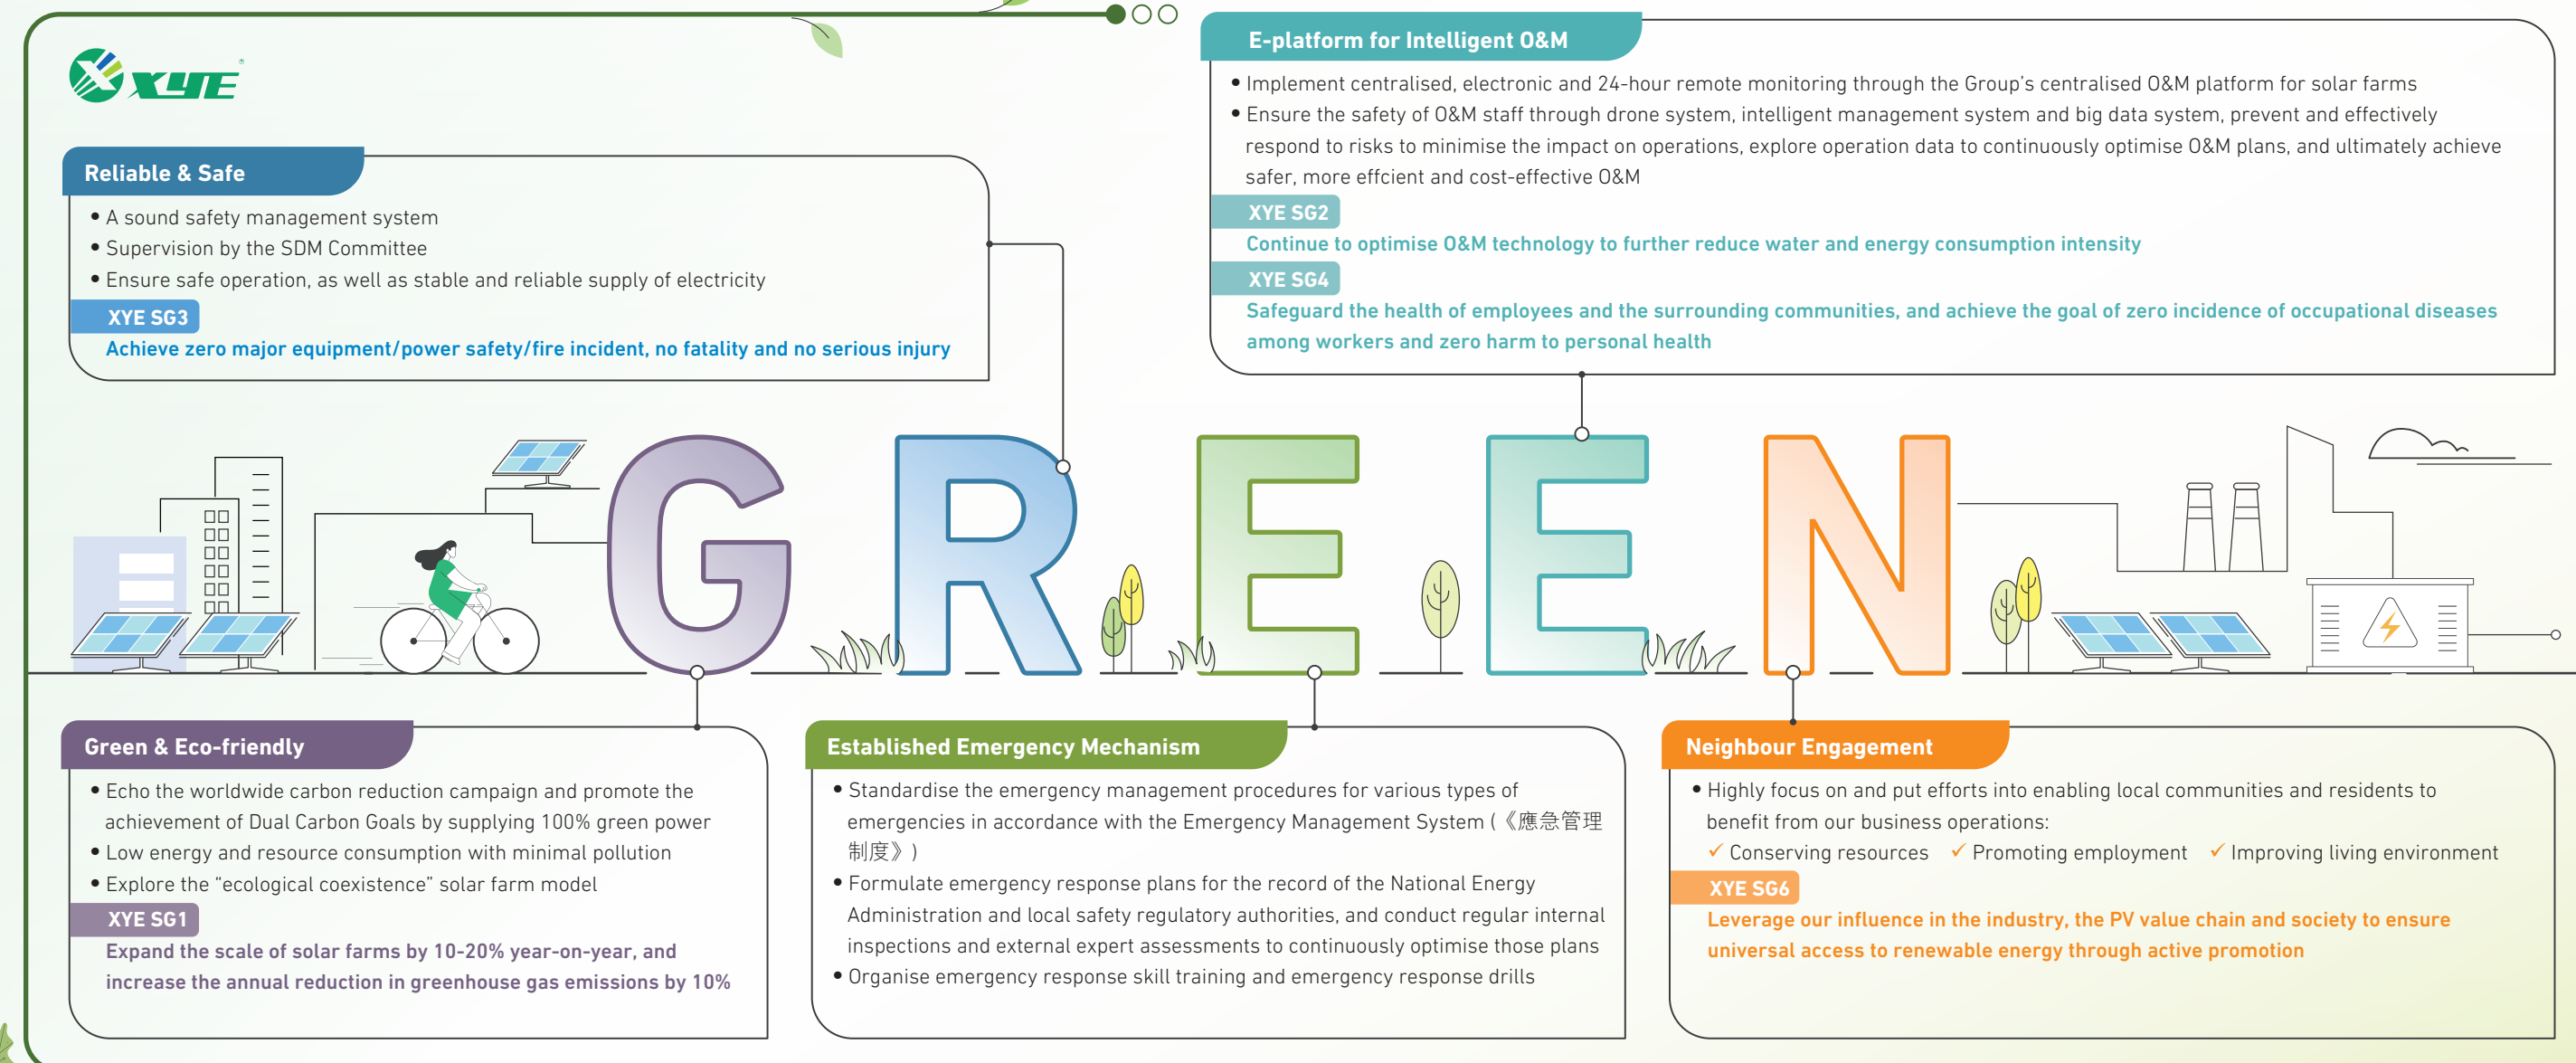 XYE
Reliable & Safe
• A sound safety management system
• Supervision by the SDM Committee
• Ensure safe operation, as well as stable and reliable supply of electricity
XYE SG3
Achieve zero major equipment/power safety/fire incident, no fatality and no serious injury
E-platform for Intelligent O&M
• Implement centralised, electronic and 24-hour remote monitoring through the Group's centralised O&M platform for solar farms
• Ensure the safety of O&M staff through drone system, intelligent management system and big data system, prevent and effectively
respond to risks to minimise the impact on operations, explore operation data to continuously optimise O&M plans, and ultimately achieve
safer, more effcient and cost-effective O&M
XYE SG2
Continue to optimise O&M technology to further reduce water and energy consumption intensity
XYE SG4
Safeguard the health of employees and the surrounding communities, and achieve the goal of zero incidence of occupational diseases
among workers and zero harm to personal health
GREEN
Green & Eco-friendly
• Echo the worldwide carbon reduction campaign and promote the
achievement of Dual Carbon Goals by supplying 100% green power
• Low energy and resource consumption with minimal pollution
• Explore the “ecological coexistence” solar farm model
XYE SG1
Expand the scale of solar farms by 10-20% year-on-year, and
increase the annual reduction in greenhouse gas emissions by 10%
Established Emergency Mechanism
• Standardise the emergency management procedures for various types of
emergencies in accordance with the Emergency Management System (《應急管理
制度》)
• Formulate emergency response plans for the record of the National Energy
Administration and local safety regulatory authorities, and conduct regular internal
inspections and external expert assessments to continuously optimise those plans
• Organise emergency response skill training and emergency response drills
Neighbour Engagement
• Highly focus on and put efforts into enabling local communities and residents to
benefit from our business operations:
✓ Conserving resources ✓ Promoting employment ✓ Improving living environment
XYE SG6
Leverage our influence in the industry, the PV value chain and society to ensure
universal access to renewable energy through active promotion